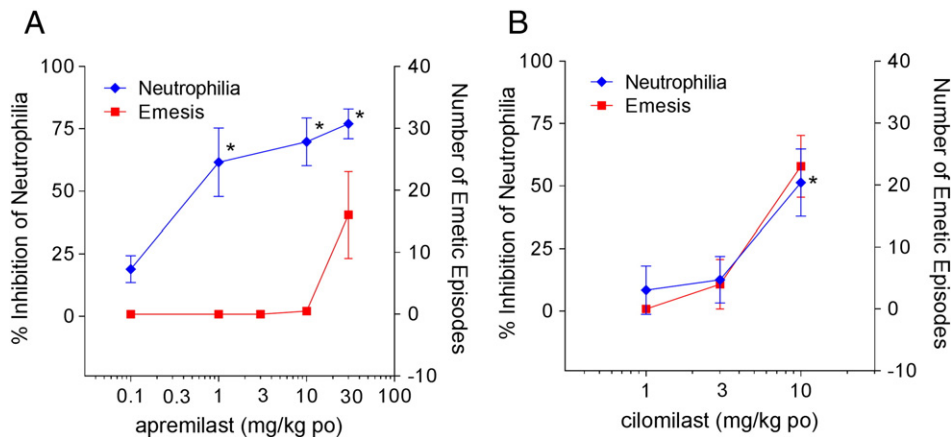 A
% Inhibition of Neutrophilia
100
75
50
25
0
Neutrophilia
Emesis
*
*
*
40
30
20
10
0
-10
Number of Emetic
Episodes
0.1 0.3 1 3 10 30 100
apremilast (mg/kg po)
B
% Inhibition of Neutrophilia
100
75
50
25
0
Neutrophilia
Emesis
*
40
30
20
10
0
-10
Number of Emetic
Episodes
1 3 10
cilomilast (mg/kg po)